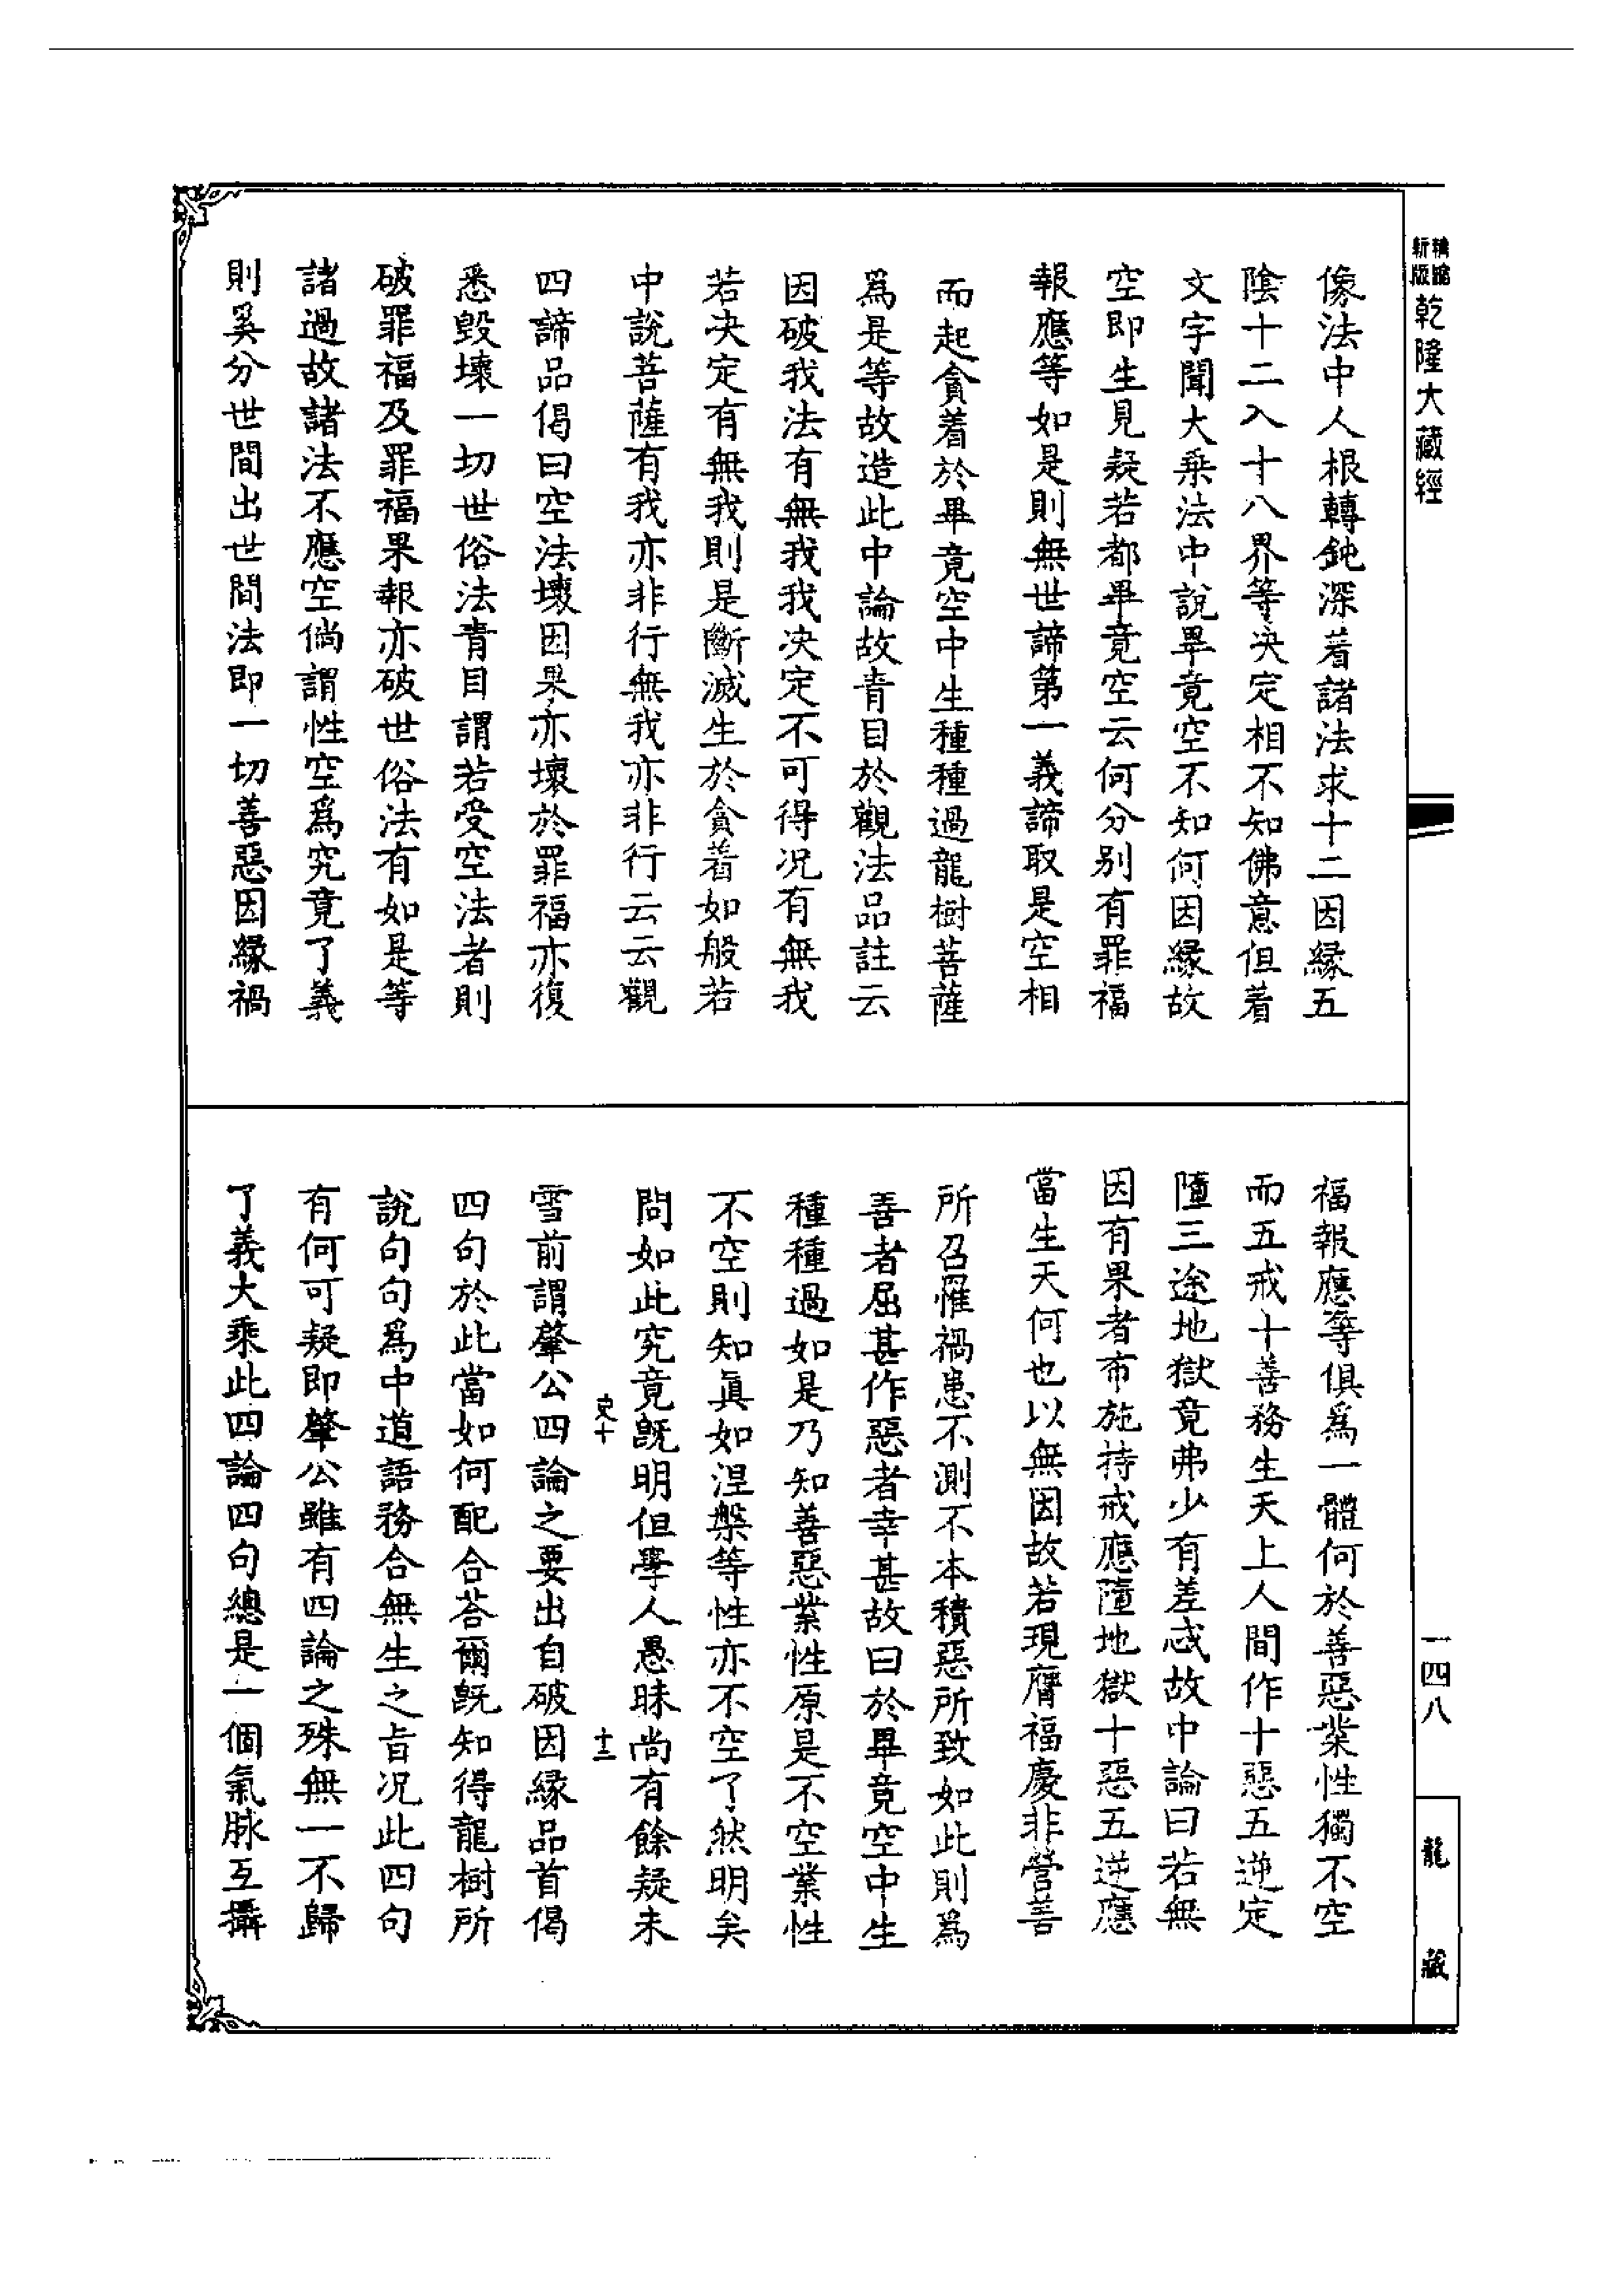 精縮新版乾隆大藏經
像法中人根轉鈍深着諸法求十二因緣五
陰十二入十八界等決定相不知佛意但着
文字聞大乘法中說畢竟空不知何因緣故
空即生見疑若都畢竟空云何分別有罪福
報應等如是則無世諦第一義諦取是空相
而起貪着於畢竟空中生種種過龍樹菩薩
爲是等故造此中論故青目於觀法品註云
因破我法有無我我決定不可得况有無我
若決定有無我則是斷滅生於貪着如般若
中說菩薩有我亦非行無我亦非行云云觀
四諦品偈曰空法壞因果亦壞於罪福亦復
悉毀壞一切世俗法青目謂若受空法者則
破罪福及罪福果報亦破世俗法有如是等
諸過故諸法不應空倘謂性空爲究竟了義
則奚分世間出世間法即一切善惡因緣禍
福報應等俱爲一體何於善惡業性獨不空
而五戒十善務生天上人間作十惡五逆定
墮三途地獄竟弗少有差忒故中論曰若無
因有果者布施持戒應墮地獄十惡五逆應
當生天何也以無因故若現膺福慶非營善
所召罹禍患不測不本積惡所致如此則爲
善者屈甚作惡者幸甚故曰於畢竟空中生
種種過如是乃知善惡業性原是不空業性
不空則知眞如涅槃等性亦不空了然明矣
問如此究竟旣明但學人愚昧尚有餘疑未
史十 十三
雪前謂肇公四論之要出自破因緣品首偈
四句於此當如何配合荅爾旣知得龍樹所
說句句爲中道語務合無生之旨况此四句
有何可疑即肇公雖有四論之殊無一不歸
了義大乘此四論四句總是一個氣脉互攝
一四八
龍藏